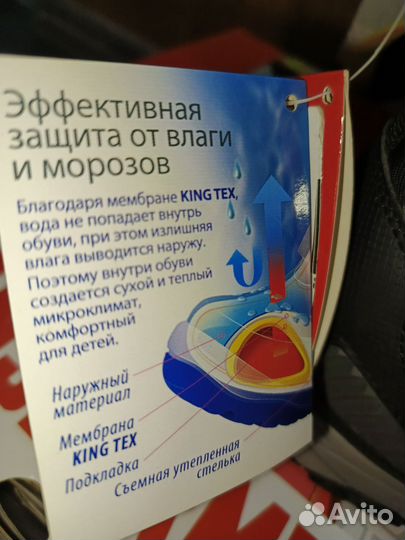 Эффективная
защита от влаги
и морозов
Благодаря мембране KING TEX,
вода не попадает внутрь
обуви, при этом излишняя
влага выводится наружу.
Поэтому внутри обуви
создается сухой и теплый
микроклимат,
комфортный
для детей.
Наружный
материал
Мембрана
KING TEX
Подкладка
Съемная утепленная
стелька
Avito